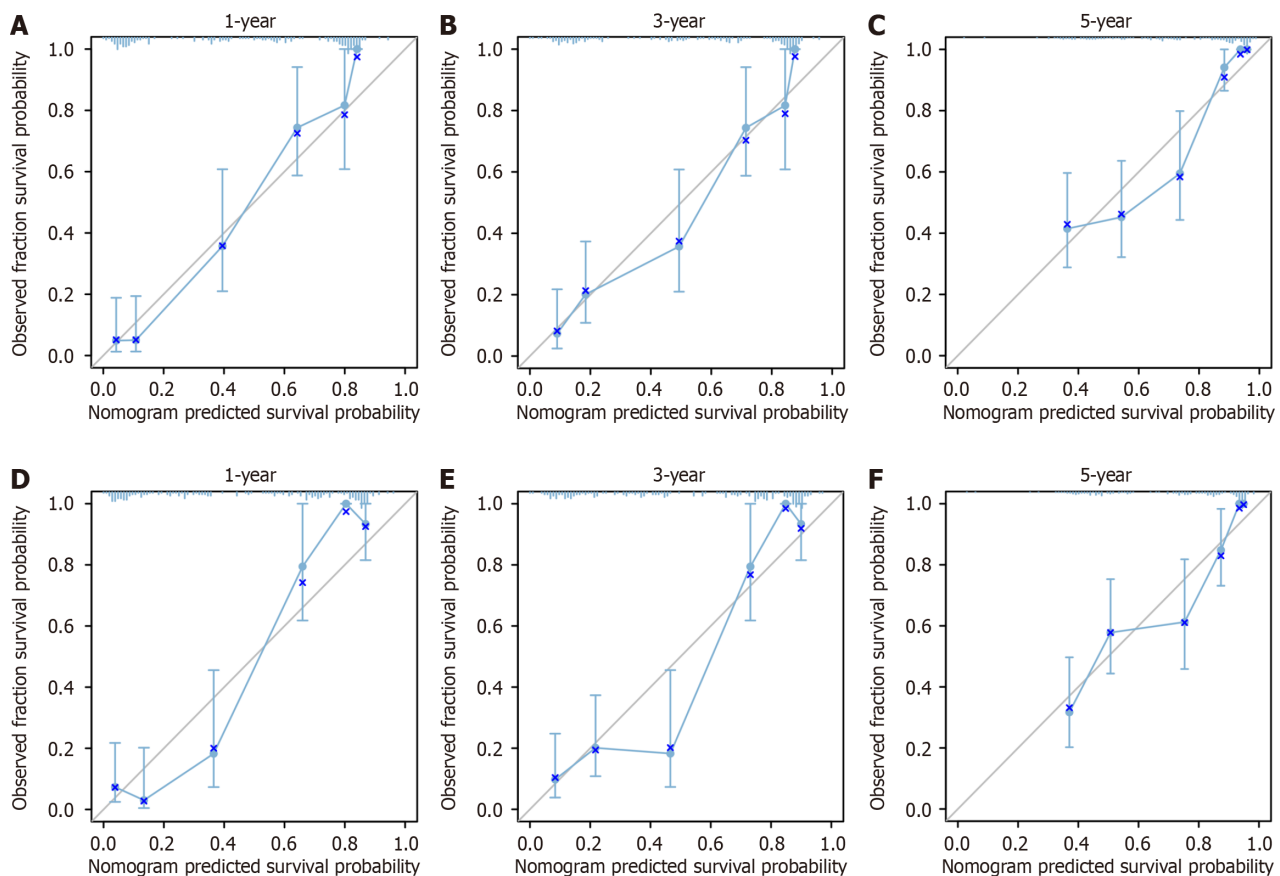 A 1-year
Observed fraction survival probability
1.0
0.8
0.6
0.4
0.2
0.0
0.0 0.2 0.4 0.6 0.8 1.0
Nomogram predicted survival probability
B 3-year
Observed fraction survival probability
1.0
0.8
0.6
0.4
0.2
0.0
0.0 0.2 0.4 0.6 0.8 1.0
Nomogram predicted survival probability
C 5-year
Observed fraction survival probability
1.0
0.8
0.6
0.4
0.2
0.0
0.0 0.2 0.4 0.6 0.8 1.0
Nomogram predicted survival probability
D 1-year
Observed fraction survival probability
1.0
0.8
0.6
0.4
0.2
0.0
0.0 0.2 0.4 0.6 0.8 1.0
Nomogram predicted survival probability
E 3-year
Observed fraction survival probability
1.0
0.8
0.6
0.4
0.2
0.0
0.0 0.2 0.4 0.6 0.8 1.0
Nomogram predicted survival probability
F 5-year
Observed fraction survival probability
1.0
0.8
0.6
0.4
0.2
0.0
0.0 0.2 0.4 0.6 0.8 1.0
Nomogram predicted survival probability